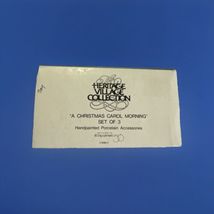 HERITAGE
VILLAGE
COLLECTION
"A CHRISTMAS CAROL MORNING"
SET OF 3
Handpainted Porcelain Accessories